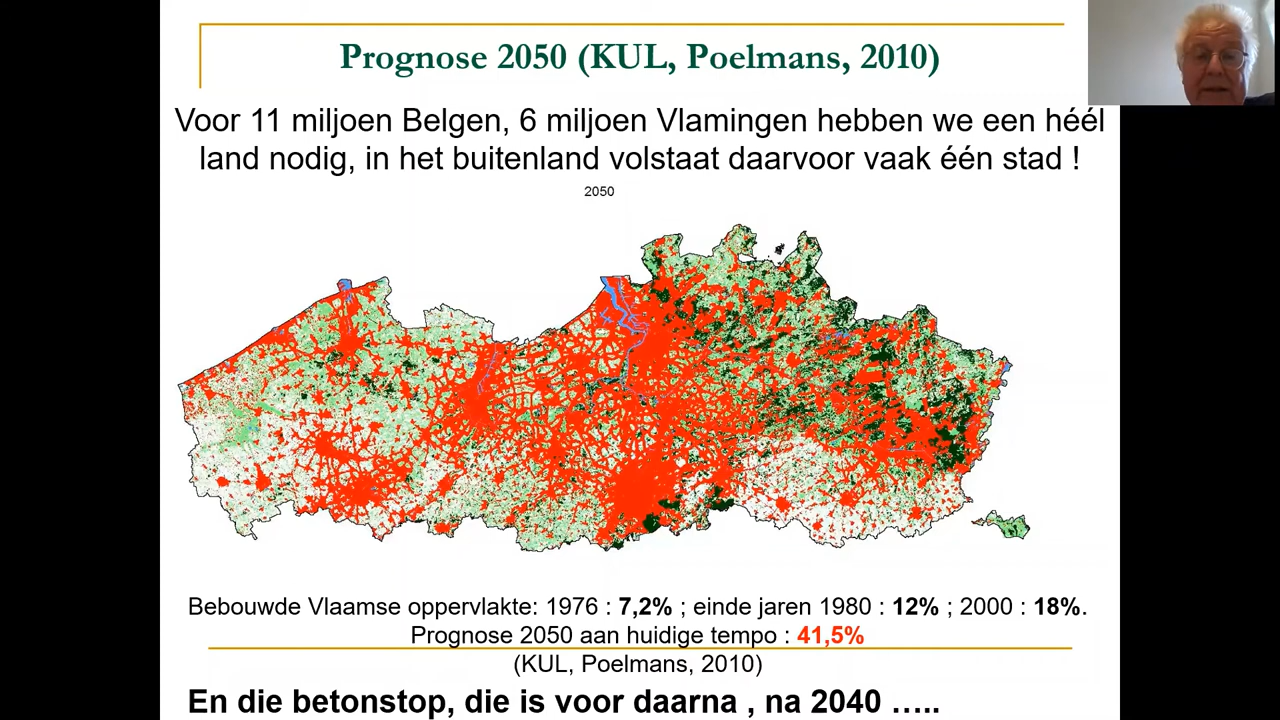 Prognose 2050 (KUL, Poelmans, 2010)
Voor 11 miljoen Belgen, 6 miljoen Vlamingen hebben we een héél
land nodig, in het buitenland volstaat daarvoor vaak één stad !
2050
Bebouwde Vlaamse oppervlakte: 1976 : 7,2% ; einde jaren 1980 : 12% ; 2000 : 18%.
Prognose 2050 aan huidige tempo : 41,5%
(KUL, Poelmans, 2010)
En die betonstop, die is voor daarna , na 2040 …..